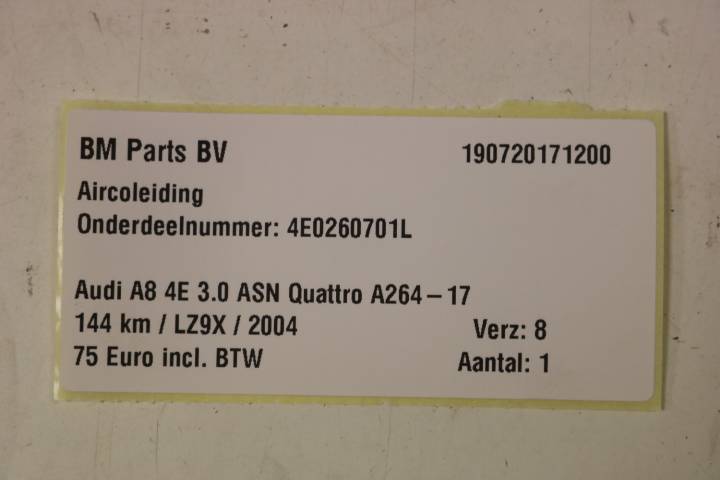 BM Parts BV 190720171200
Aircoleiding
Onderdeelnummer: 4E0260701L
Audi A8 4E 3.0 ASN Quattro A264-17
144 km / LZ9X / 2004 Verz: 8
75 Euro incl. BTW Aantal: 1